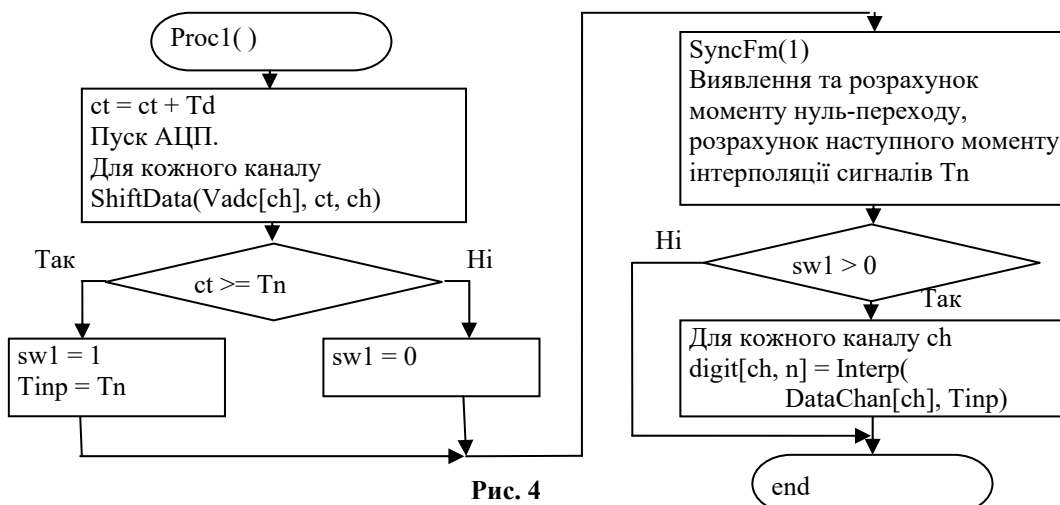 Proc1( )
ct = ct + Td
Пуск АЦП.
Для кожного каналу
ShiftData(Vadc[ch], ct, ch)
Так
Ні
ct >= Tn
sw1 = 1
Tinp = Tn
sw1 = 0
SyncFm(1)
Виявлення та розрахунок
моменту нуль-переходу,
розрахунок наступного моменту
інтерполяції сигналів Tn
Ні
sw1 > 0
Так
Для кожного каналу ch
digit[ch, n] = Interp(
DataChan[ch], Tinp)
end
Рис. 4